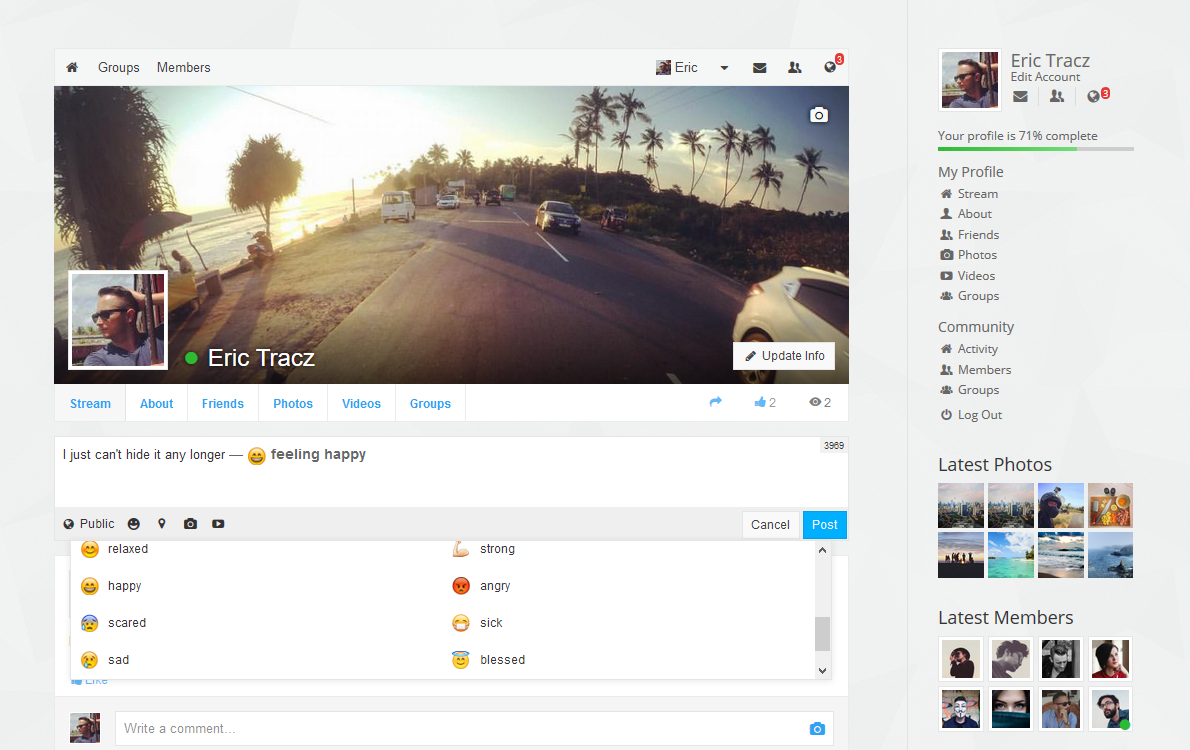 Groups Members Eric 3
Eric Tracz
Update Info
Stream About Friends Photos Videos Groups 2 2
I just can't hide it any longer — 😄 feeling happy 3969
Public Cancel Post
relaxed strong
happy angry
scared sick
sad blessed
Like
Write a comment...
Eric Tracz
Edit Account
3
Your profile is 71% complete
My Profile
Stream
About
Friends
Photos
Videos
Groups
Community
Activity
Members
Groups
Log Out
Latest Photos
Latest Members